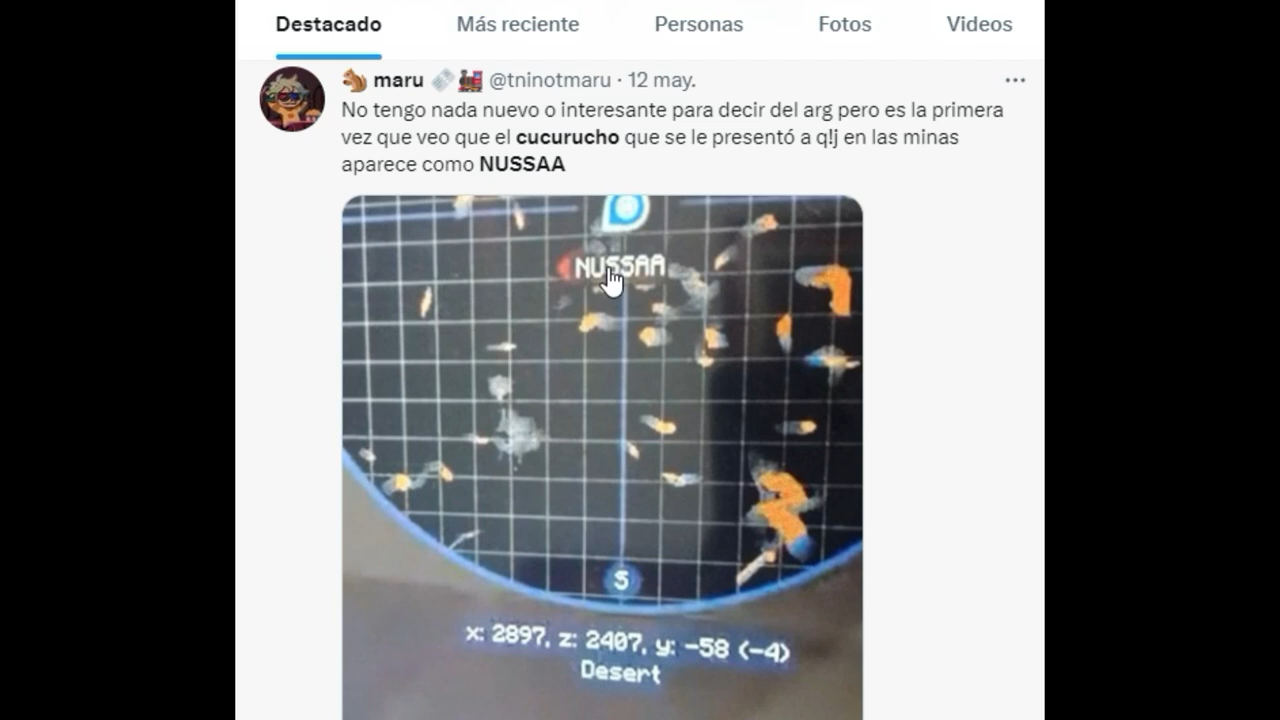 Destacado Más reciente Personas Fotos Videos
maru @tninotmaru · 12 may.
No tengo nada nuevo o interesante para decir del arg pero es la primera
vez que veo que el cucurucho que se le presentó a q!j en las minas
aparece como NUSSAA
NUSSAA
S
x: 2897, z: 2407, y: -58 (-4)
Desert